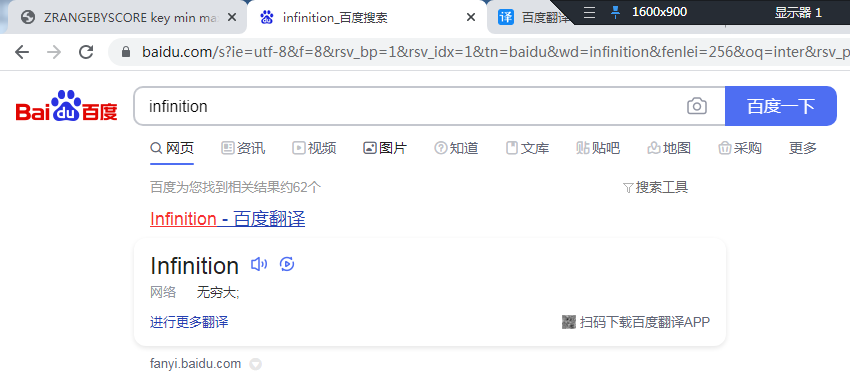 ZRANGEBYSCORE key min ma
infinition_百度搜索
百度翻译
1600x900
显示器 1
baidu.com/s?ie=utf-8&f=8&rsv_bp=1&rsv_idx=1&tn=baidu&wd=infinition&fenlei=256&oq=inter&rsv_p
Bai du 百度
infinition
百度一下
网页 资讯 视频 图片 知道 文库 贴吧 地图 采购 更多
百度为您找到相关结果约62个 搜索工具
Infinition - 百度翻译
Infinition
网络 无穷大;
进行更多翻译 扫码下载百度翻译APP
fanyi.baidu.com